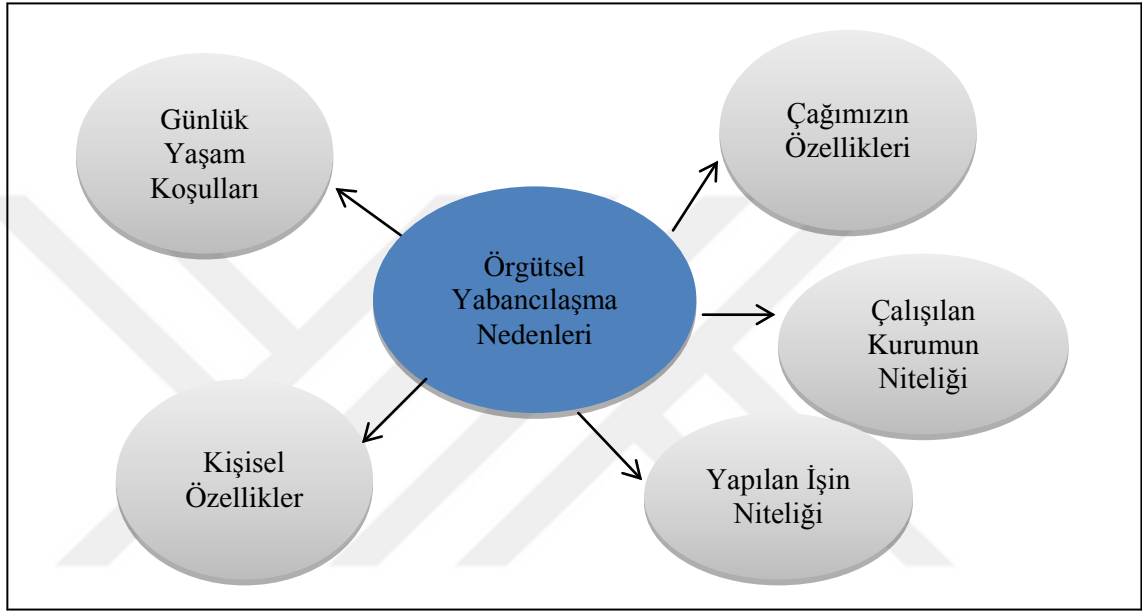 Günlük
Yaşam
Koşulları
Çağımızın
Özellikleri
Örgütsel
Yabancılaşma
Nedenleri
Çalışılan
Kurumun
Niteliği
Kişisel
Özellikler
Yapılan İşin
Niteliği